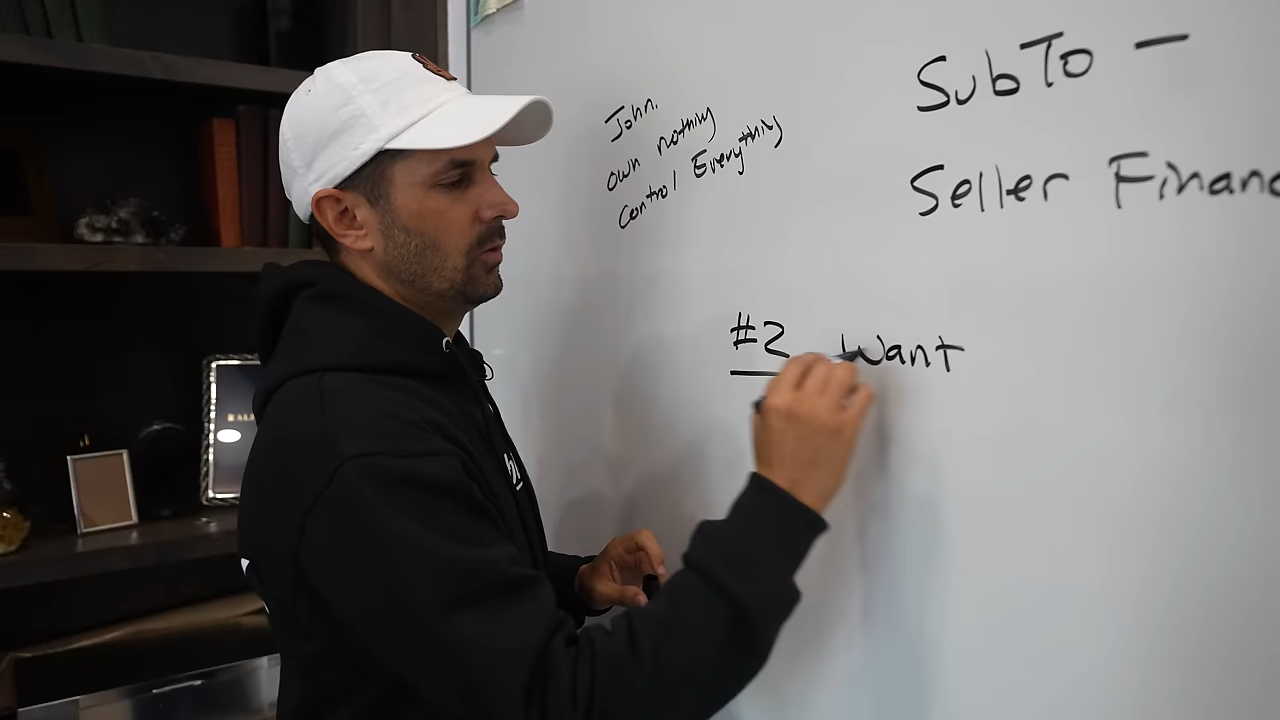 John.
own nothing
Control Everything
SubTo -
Seller Financ
#2 Want